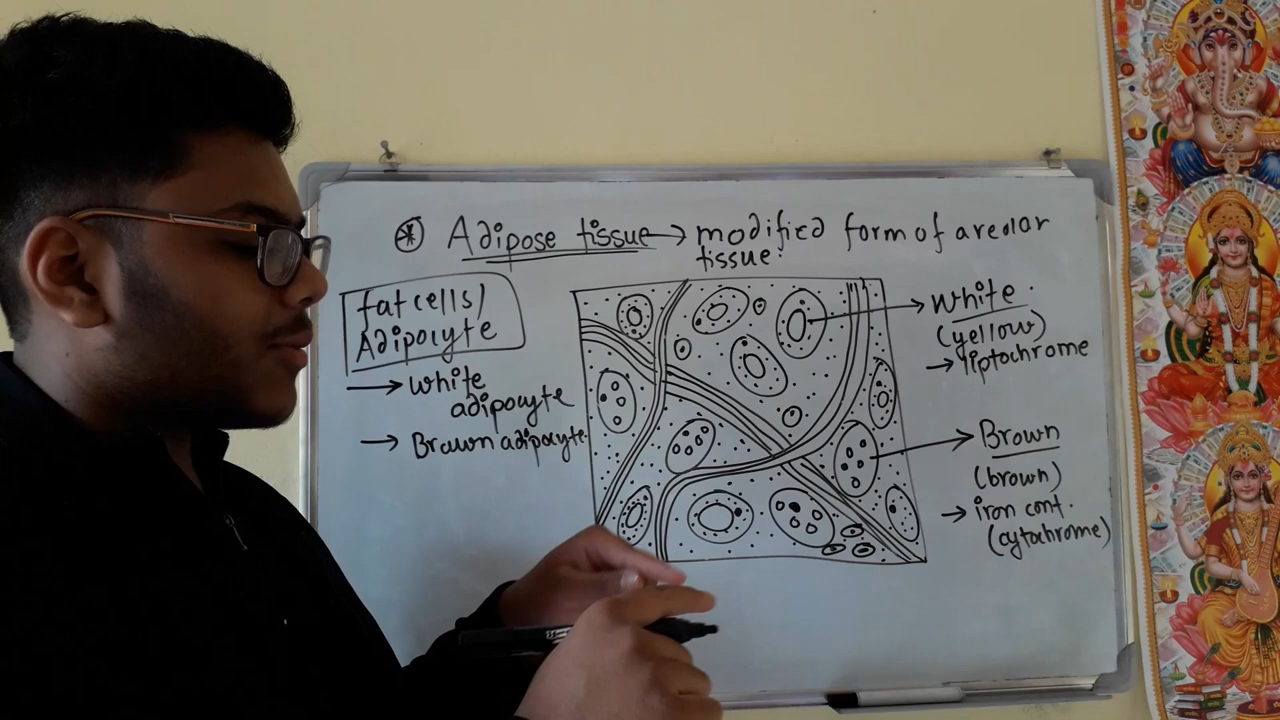 Adipose tissue → modified form of areolar
tissue.
fat cells/
Adipocyte
→ White
adipocyte
→ Brown adipocyte
White.
(yellow)
→ liptochrome
Brown
(brown)
→ iron cont.
(cytochrome)